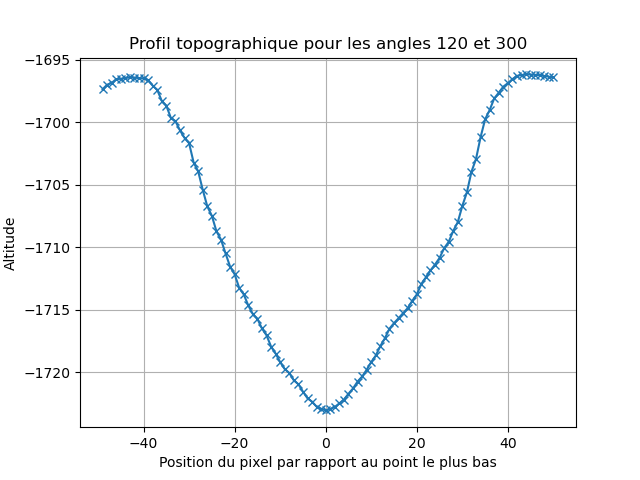 Profil topographique pour les angles 120 et 300
Altitude
−1695
−1700
−1705
−1710
−1715
−1720
−40 −20 0 20 40
Position du pixel par rapport au point le plus bas